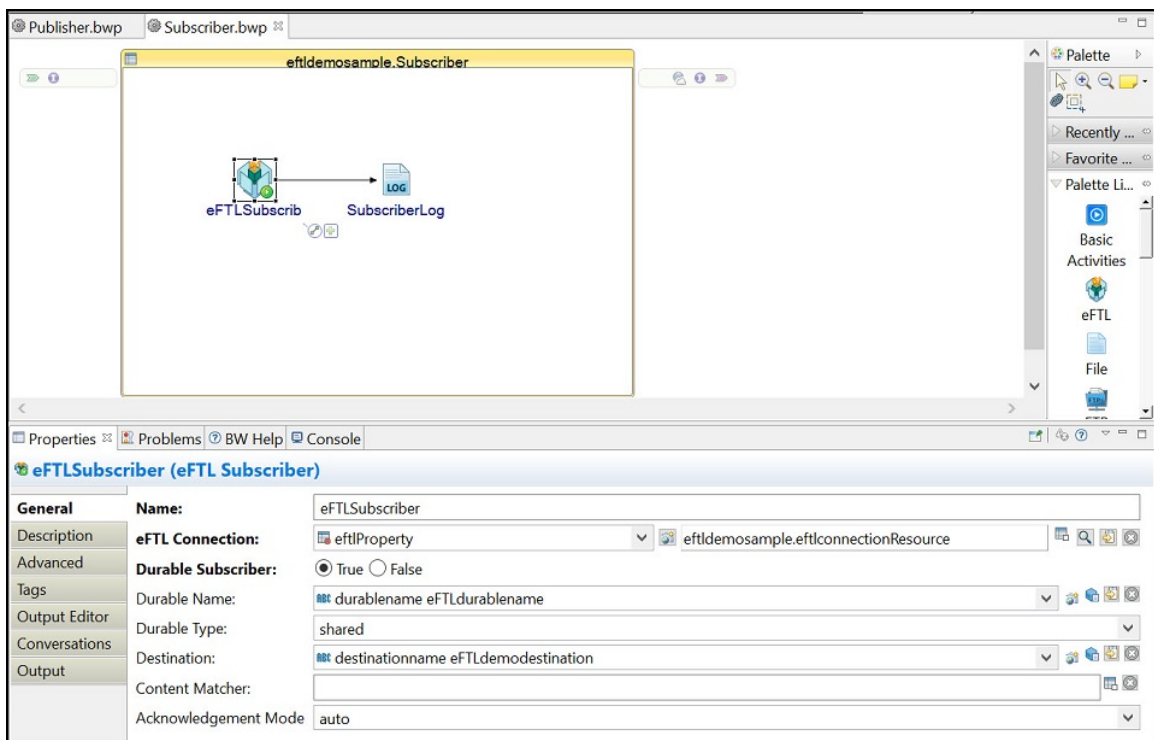 Publisher.bwp Subscriber.bwp
eftldemosample.Subscriber
eFTLSubscrib
LOG
SubscriberLog
Palette
Recently ...
Favorite ...
Palette Li...
Basic
Activities
eFTL
File
Properties Problems BW Help Console
eFTLSubscriber (eFTL Subscriber)
General
Description
Advanced
Tags
Output Editor
Conversations
Output
Name: eFTLSubscriber
eFTL Connection: eftlProperty eftldemosample.eftlconnectionResource
Durable Subscriber: True False
Durable Name: ABC durablename eFTLdurablename
Durable Type: shared
Destination: ABC destinationname eFTLdemodestination
Content Matcher:
Acknowledgement Mode auto